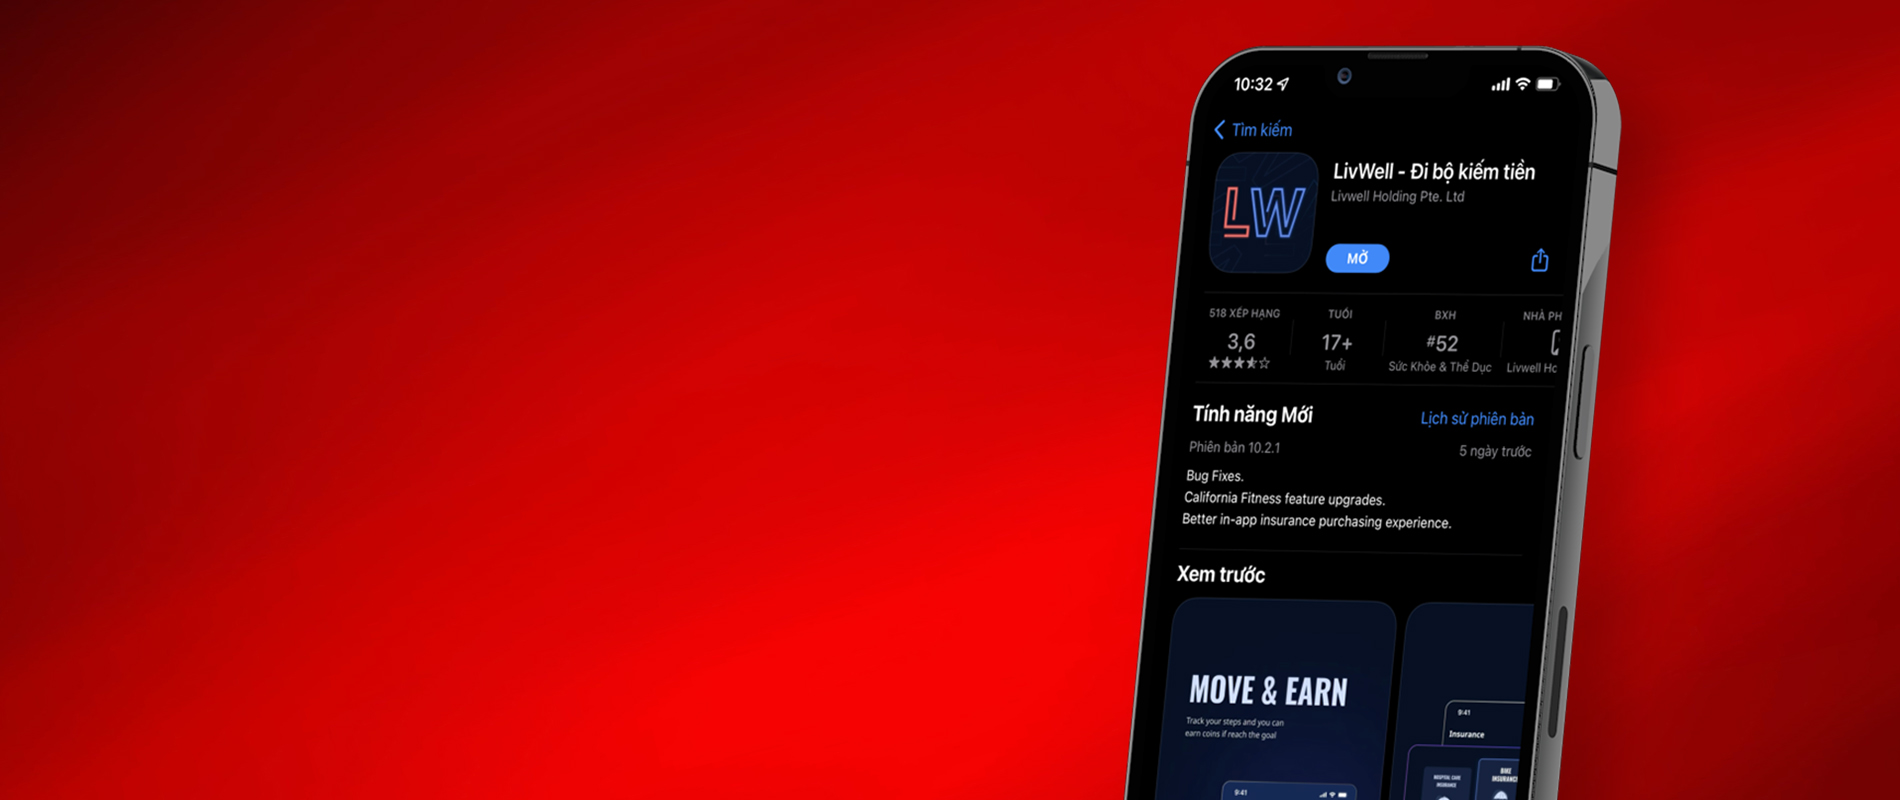 10:32
Tìm kiếm
LW
LivWell - Đi bộ kiếm tiền
Livwell Holding Pte. Ltd
MỞ
518 XẾP HẠNG
TUỔI
BXH
NHÀ PH
3,6
17+
#52
Tuổi
Sức Khỏe & Thể Dục
Livwell Hc
Tính năng Mới
Lịch sử phiên bản
Phiên bản 10.2.1
5 ngày trước
Bug Fixes.
California Fitness feature upgrades.
Better in-app insurance purchasing experience.
Xem trước
MOVE & EARN
Track your steps and you can
earn coins if reach the goal
9:41
9:41
Insurance
HOSPITAL CARE
INSURANCE
BIKE
INSURANC